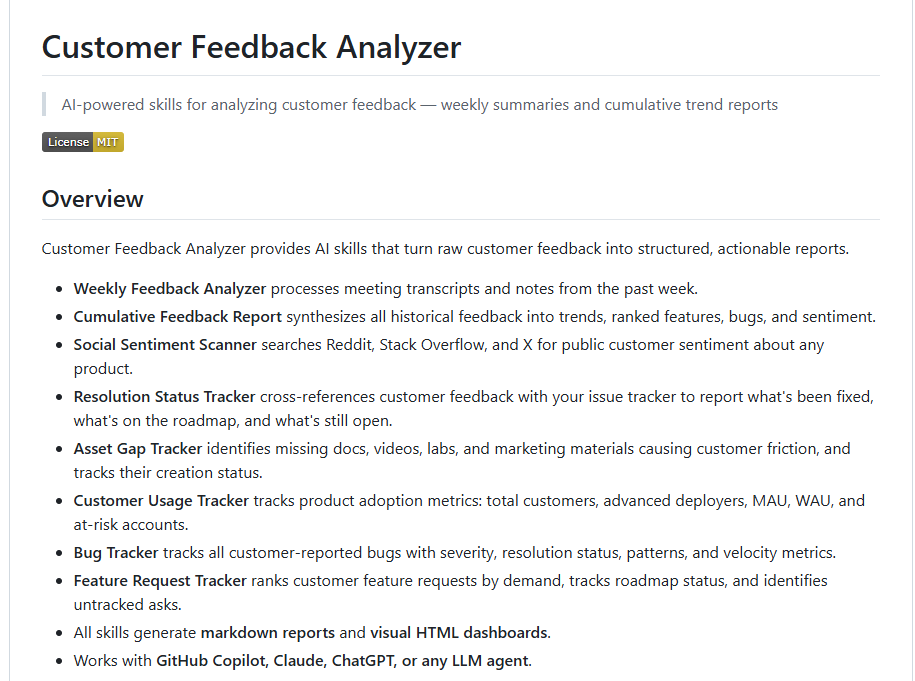 Customer Feedback Analyzer
AI-powered skills for analyzing customer feedback — weekly summaries and cumulative trend reports
License MIT
Overview
Customer Feedback Analyzer provides AI skills that turn raw customer feedback into structured, actionable reports.
• Weekly Feedback Analyzer processes meeting transcripts and notes from the past week.
• Cumulative Feedback Report synthesizes all historical feedback into trends, ranked features, bugs, and sentiment.
• Social Sentiment Scanner searches Reddit, Stack Overflow, and X for public customer sentiment about any
product.
• Resolution Status Tracker cross-references customer feedback with your issue tracker to report what's been fixed,
what's on the roadmap, and what's still open.
• Asset Gap Tracker identifies missing docs, videos, labs, and marketing materials causing customer friction, and
tracks their creation status.
• Customer Usage Tracker tracks product adoption metrics: total customers, advanced deployers, MAU, WAU, and
at-risk accounts.
• Bug Tracker tracks all customer-reported bugs with severity, resolution status, patterns, and velocity metrics.
• Feature Request Tracker ranks customer feature requests by demand, tracks roadmap status, and identifies
untracked asks.
• All skills generate markdown reports and visual HTML dashboards.
• Works with GitHub Copilot, Claude, ChatGPT, or any LLM agent.